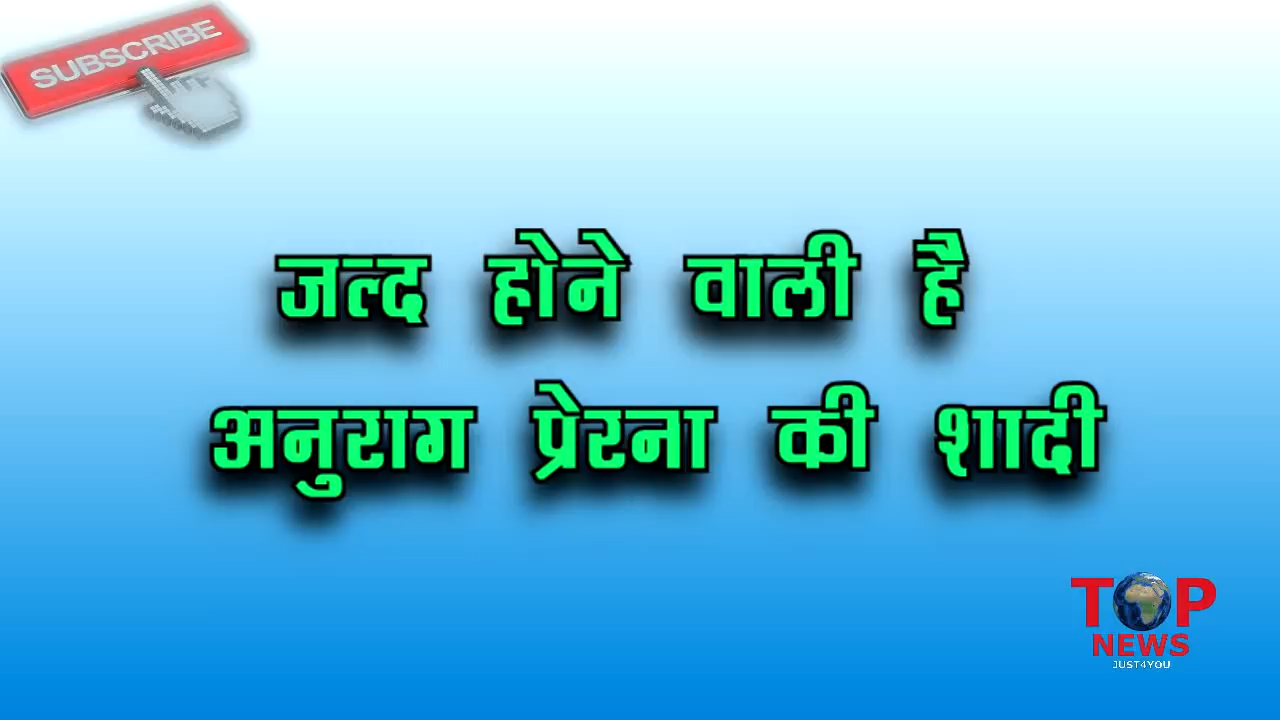 SUBSCRIBE
जल्द होने वाली है
अनुराग प्रेरना की शादी
TOP
NEWS
JUST4YOU